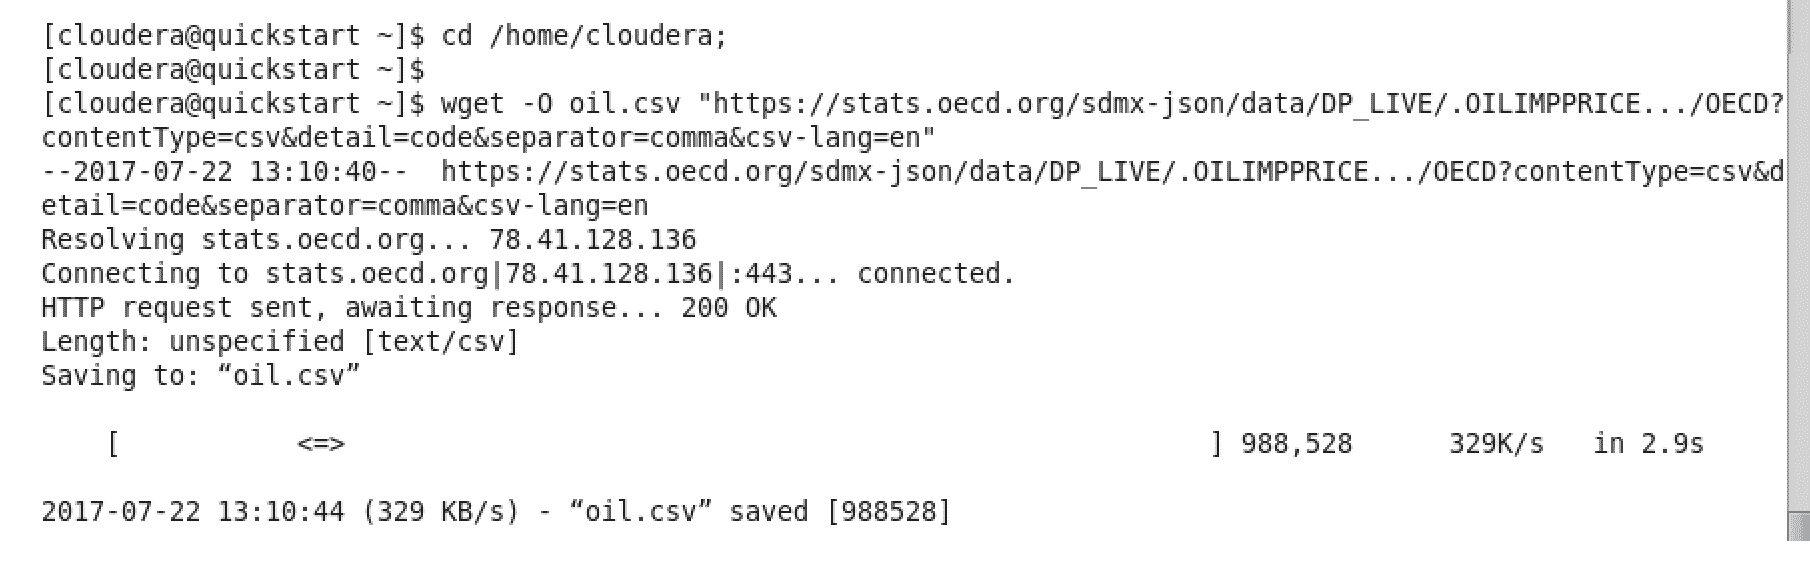 [cloudera@quickstart ~]$ cd /home/cloudera;
[cloudera@quickstart ~]$
[cloudera@quickstart ~]$ wget -O oil.csv "https://stats.oecd.org/sdmx-json/data/DP_LIVE/.OILIMPPRICE.../OECD?
contentType=csv&detail=code&separator=comma&csv-lang=en"
--2017-07-22 13:10:40--  https://stats.oecd.org/sdmx-json/data/DP_LIVE/.OILIMPPRICE.../OECD?contentType=csv&d
etail=code&separator=comma&csv-lang=en
Resolving stats.oecd.org... 78.41.128.136
Connecting to stats.oecd.org|78.41.128.136|:443... connected.
HTTP request sent, awaiting response... 200 OK
Length: unspecified [text/csv]
Saving to: “oil.csv”
[ <=> ] 988,528 329K/s in 2.9s
2017-07-22 13:10:44 (329 KB/s) - “oil.csv” saved [988528]